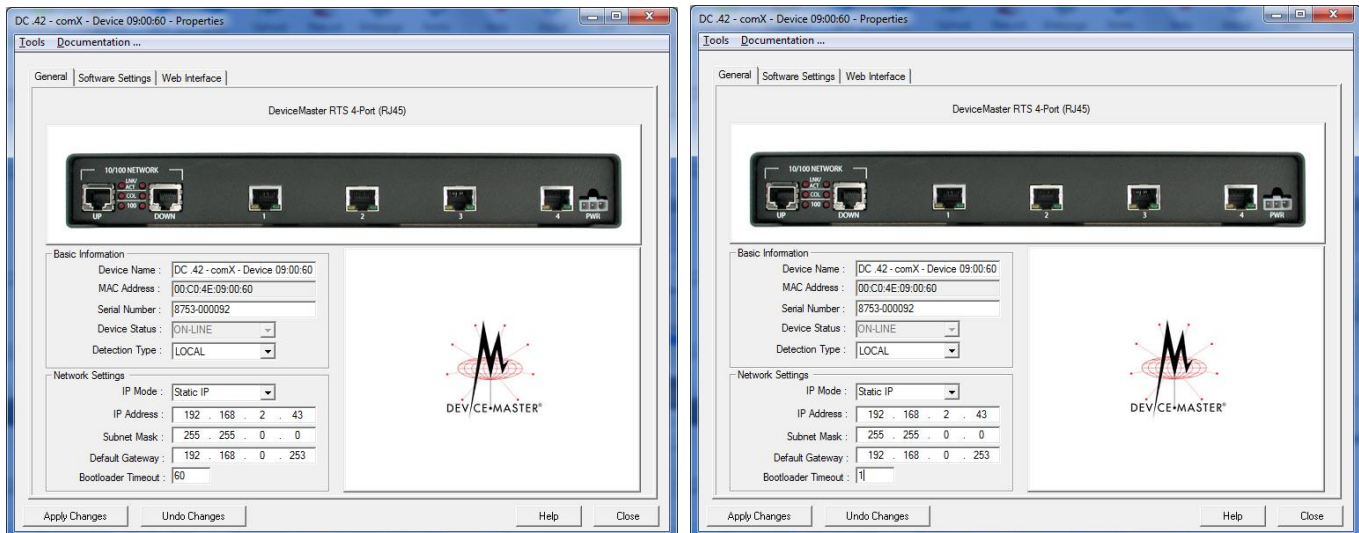 DC .42 - comX - Device 09:00:60 - Properties
Tools Documentation ...
General Software Settings Web Interface
DeviceMaster RTS 4-Port (RJ45)
10/100 NETWORK
LNK/
ACT
COL
100
UP DOWN 1 2 3 4 PWR
Basic Information
Device Name : DC .42 - comX - Device 09:00:60
MAC Address : 00:C0:4E:09:00:60
Serial Number : 8753-000092
Device Status : ON-LINE
Detection Type : LOCAL
Network Settings
IP Mode : Static IP
IP Address : 192 . 168 . 2 . 43
Subnet Mask : 255 . 255 . 0 . 0
Default Gateway : 192 . 168 . 0 . 253
Bootloader Timeout : 60
DEVICE•MASTER®
Apply Changes Undo Changes Help Close
DC .42 - comX - Device 09:00:60 - Properties
Tools Documentation ...
General Software Settings Web Interface
DeviceMaster RTS 4-Port (RJ45)
10/100 NETWORK
LNK/
ACT
COL
100
UP DOWN 1 2 3 4 PWR
Basic Information
Device Name : DC .42 - comX - Device 09:00:60
MAC Address : 00:C0:4E:09:00:60
Serial Number : 8753-000092
Device Status : ON-LINE
Detection Type : LOCAL
Network Settings
IP Mode : Static IP
IP Address : 192 . 168 . 2 . 43
Subnet Mask : 255 . 255 . 0 . 0
Default Gateway : 192 . 168 . 0 . 253
Bootloader Timeout : 1
DEVICE•MASTER®
Apply Changes Undo Changes Help Close